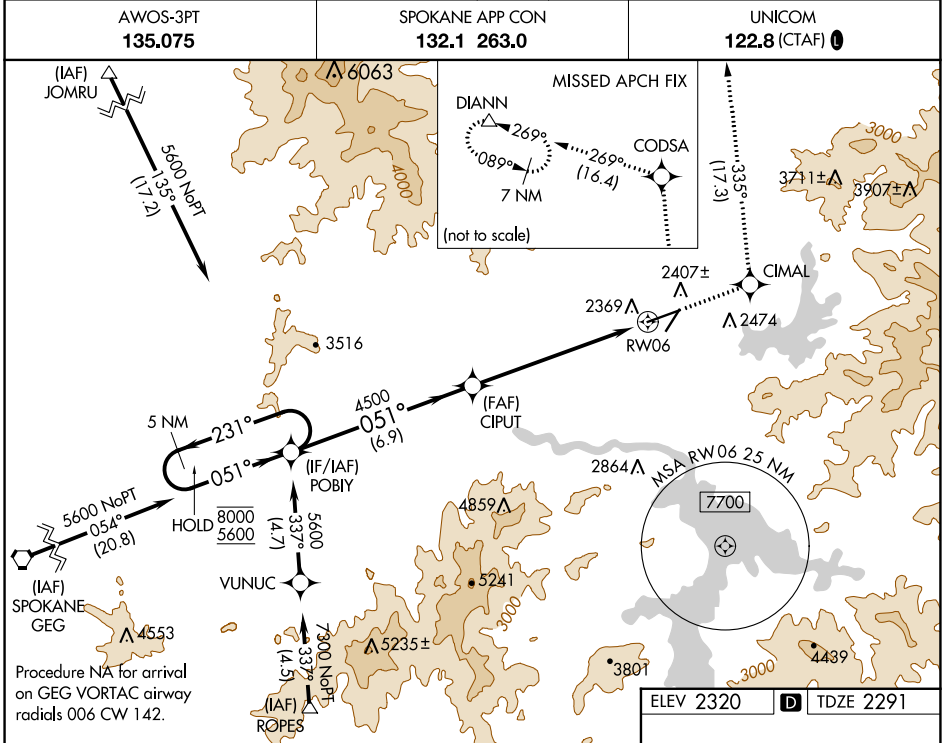 AWOS-3PT
135.075
SPOKANE APP CON
132.1 263.0
UNICOM
122.8 (CTAF) L
(IAF)
JOMRU
5600 NoPT
135°
(17.2)
6063
4000
MISSED APCH FIX
DIANN
269°
089°
7 NM
269°
(16.4)
CODSA
(not to scale)
335°
(17.3)
3000
3711±
3907±
2407±
2369
CIMAL
2474
RW06
3516
4500
051°
(6.9)
(FAF)
CIPUT
5 NM
231°
051°
(IF/IAF)
POBIY
HOLD
8000
5600
5600 NoPT
054°
(20.8)
5600
337°
(4.7)
(IAF)
SPOKANE
GEG
VUNUC
7300 NoPT
337°
(4.5)
(IAF)
ROPES
4553
4859
5241
5235±
3000
2864
MSA RW06 25 NM
7700
3801
3000
4439
Procedure NA for arrival
on GEG VORTAC airway
radials 006 CW 142.
ELEV 2320 D TDZE 2291